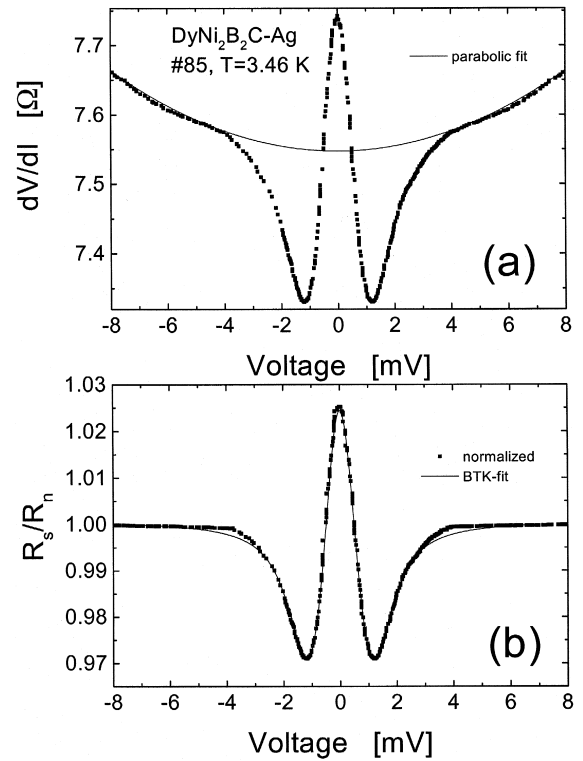 DyNi₂B₂C-Ag
#85, T=3.46 K
parabolic fit
7.7
7.6
7.5
7.4
dV/dI [Ω]
(a)
-8 -6 -4 -2 0 2 4 6 8
Voltage [mV]
1.03
1.02
1.01
1.00
0.99
0.98
0.97
Rₛ/Rₙ
normalized
BTK-fit
(b)
-8 -6 -4 -2 0 2 4 6 8
Voltage [mV]